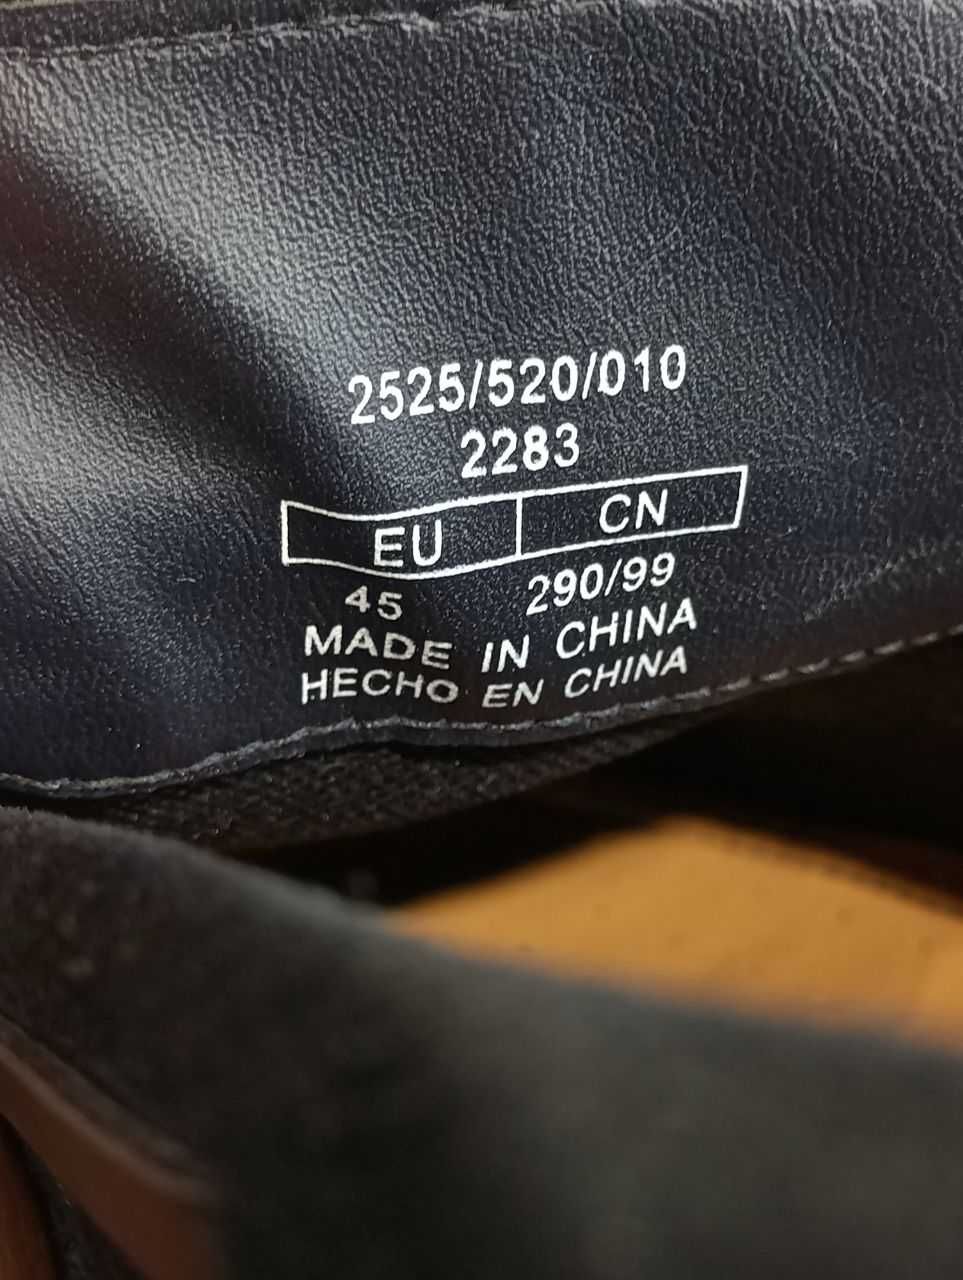 2525/520/010
2283
EU CN
45 290/99
MADE IN CHINA
HECHO EN CHINA